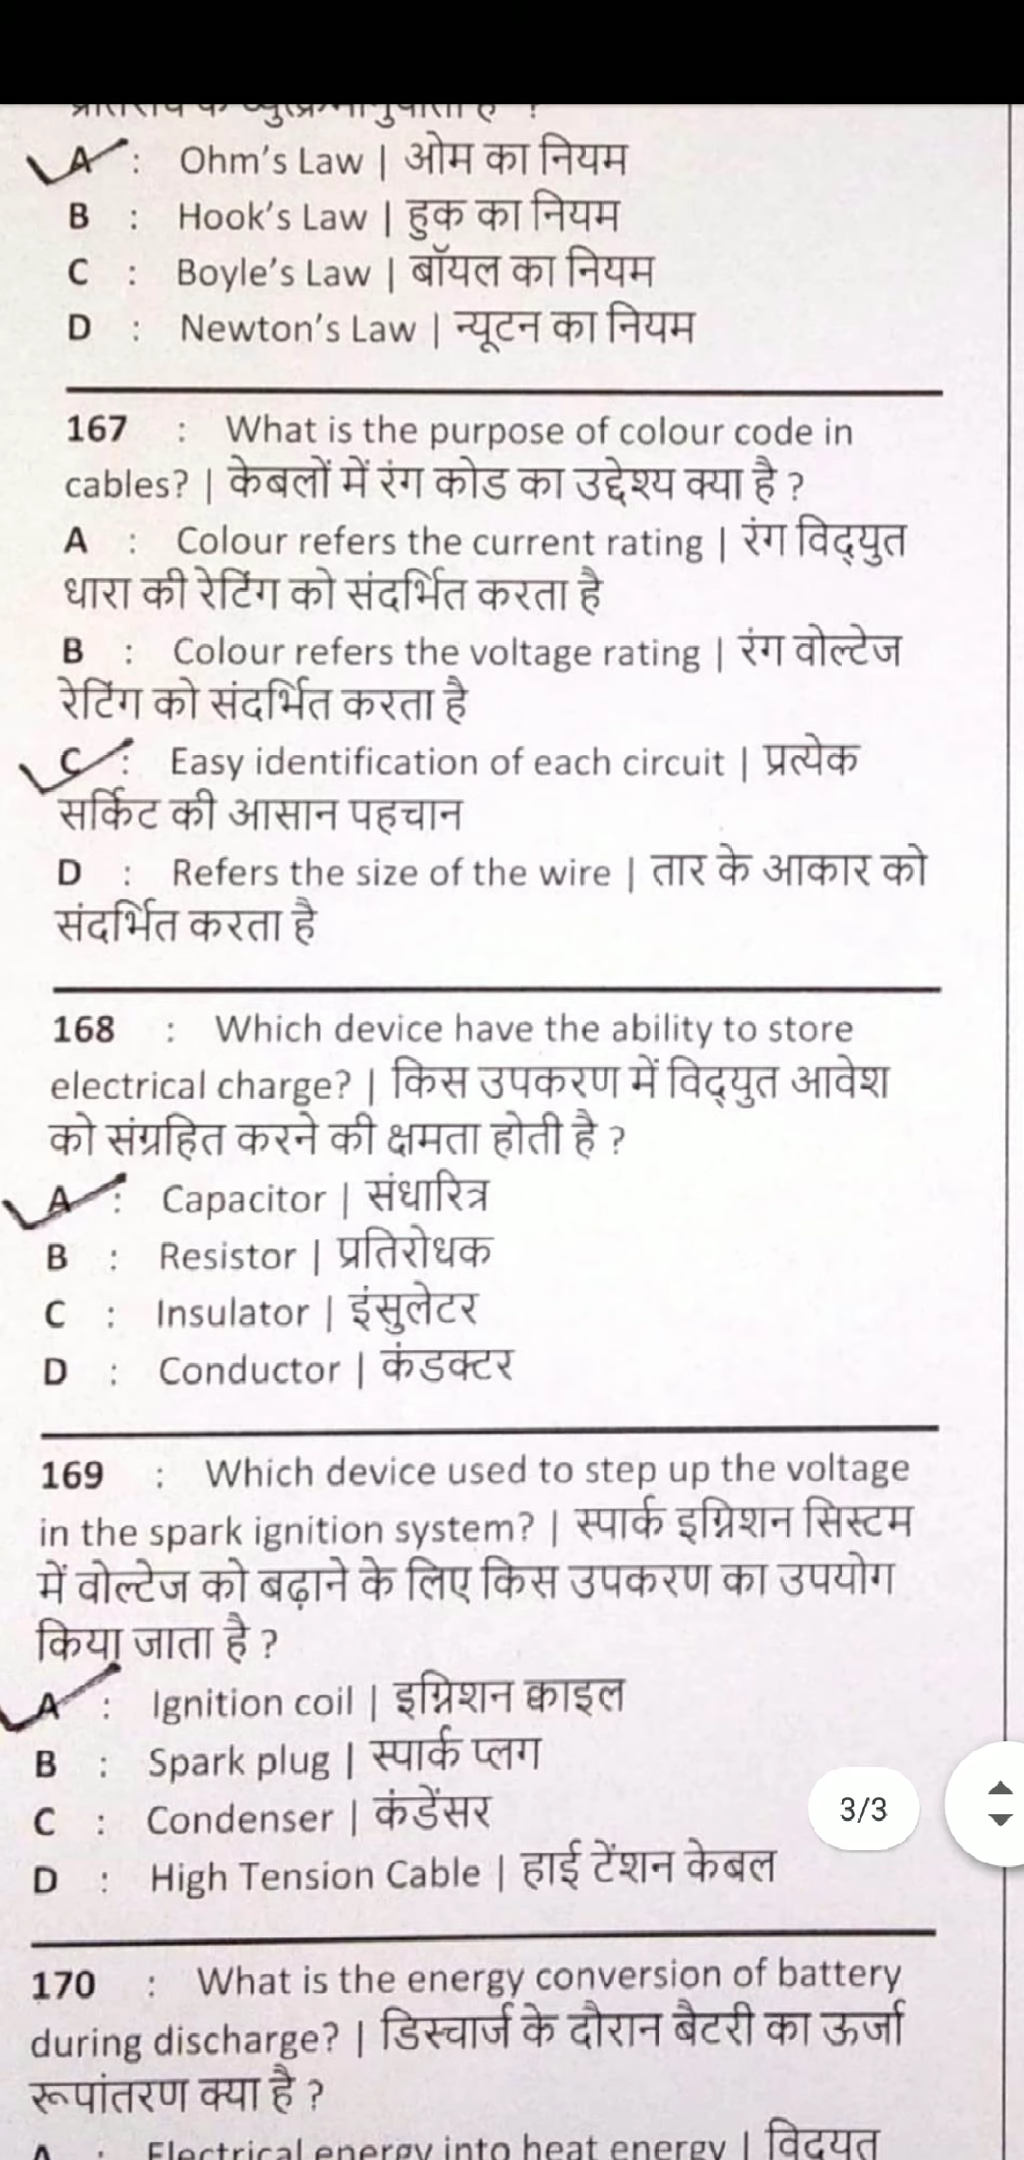 A : Ohm's Law | ओम का नियम
B : Hook's Law | हुक का नियम
C : Boyle's Law | बॉयल का नियम
D : Newton's Law | न्यूटन का नियम
167 : What is the purpose of colour code in
cables? | केबलों में रंग कोड का उद्देश्य क्या है ?
A : Colour refers the current rating | रंग विद्युत
धारा की रेटिंग को संदर्भित करता है
B : Colour refers the voltage rating | रंग वोल्टेज
रेटिंग को संदर्भित करता है
C : Easy identification of each circuit | प्रत्येक
सर्किट की आसान पहचान
D : Refers the size of the wire | तार के आकार को
संदर्भित करता है
168 : Which device have the ability to store
electrical charge? | किस उपकरण में विद्युत आवेश
को संग्रहित करने की क्षमता होती है ?
A : Capacitor | संधारित्र
B : Resistor | प्रतिरोधक
C : Insulator | इंसुलेटर
D : Conductor | कंडक्टर
169 : Which device used to step up the voltage
in the spark ignition system? | स्पार्क इग्निशन सिस्टम
में वोल्टेज को बढ़ाने के लिए किस उपकरण का उपयोग
किया जाता है ?
A : Ignition coil | इग्निशन क्वाइल
B : Spark plug | स्पार्क प्लग
C : Condenser | कंडेंसर
3/3
D : High Tension Cable | हाई टेंशन केबल
170 : What is the energy conversion of battery
during discharge? | डिस्चार्ज के दौरान बैटरी का ऊर्जा
रूपांतरण क्या है ?
A : Electrical energy into heat energy | विद्युत